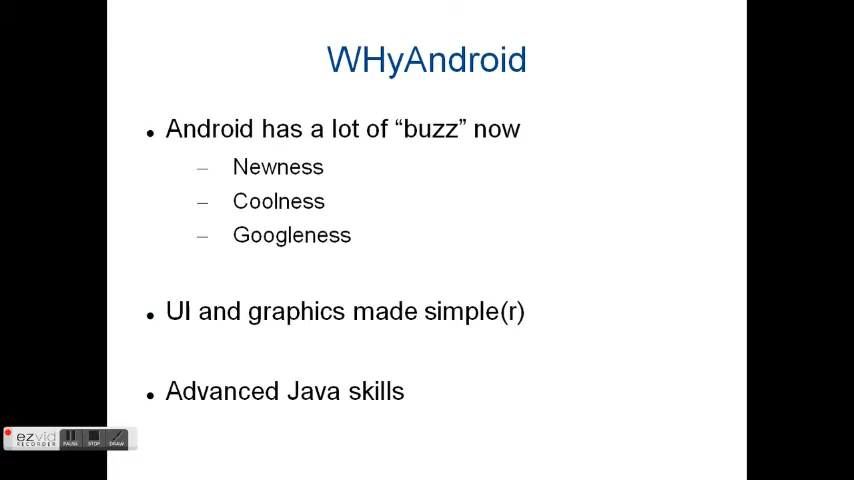 WHyAndroid
• Android has a lot of “buzz” now
– Newness
– Coolness
– Googleness
• UI and graphics made simple(r)
• Advanced Java skills
ezvid
RECORDER
PAUSE
STOP
DRAW